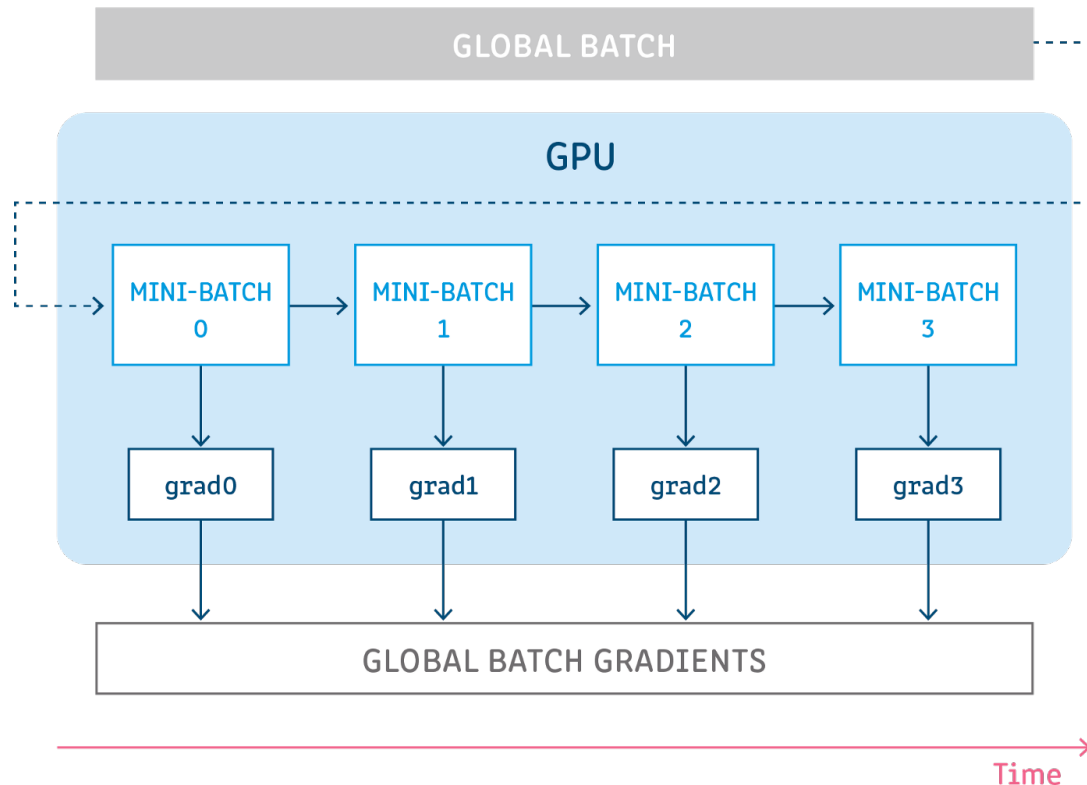 GLOBAL BATCH
GPU
MINI-BATCH
0
MINI-BATCH
1
MINI-BATCH
2
MINI-BATCH
3
grad0
grad1
grad2
grad3
GLOBAL BATCH GRADIENTS
Time